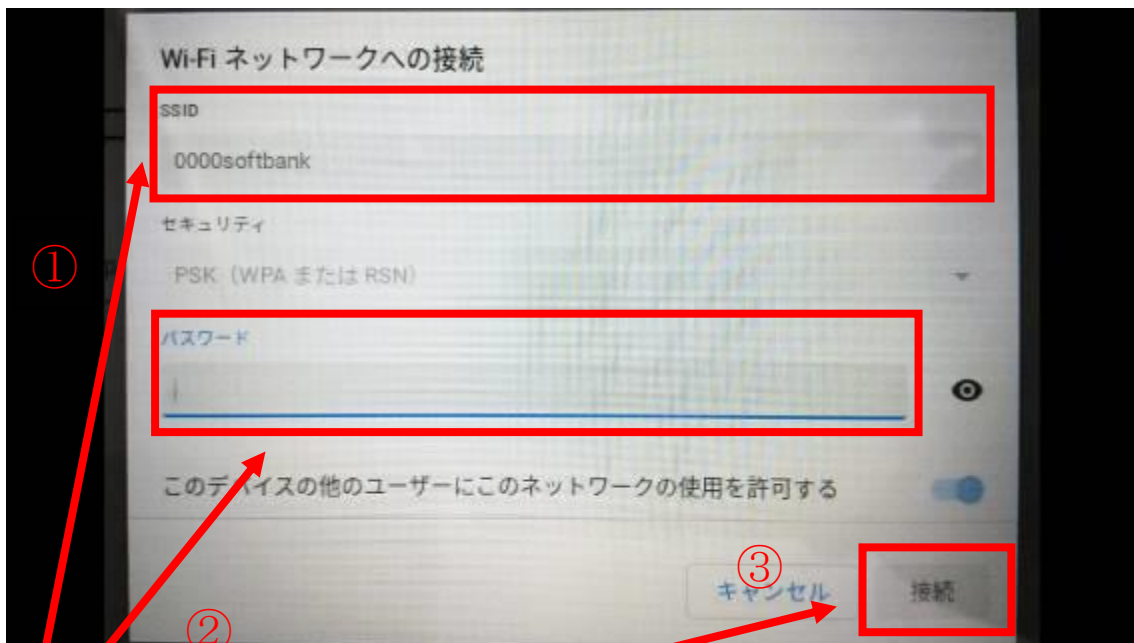 Wi-Fi ネットワークへの接続
SSID
0000softbank
セキュリティ
①
PSK（WPA または RSN）
パスワード
このデバイスの他のユーザーにこのネットワークの使用を許可する
③
キャンセル
接続
②